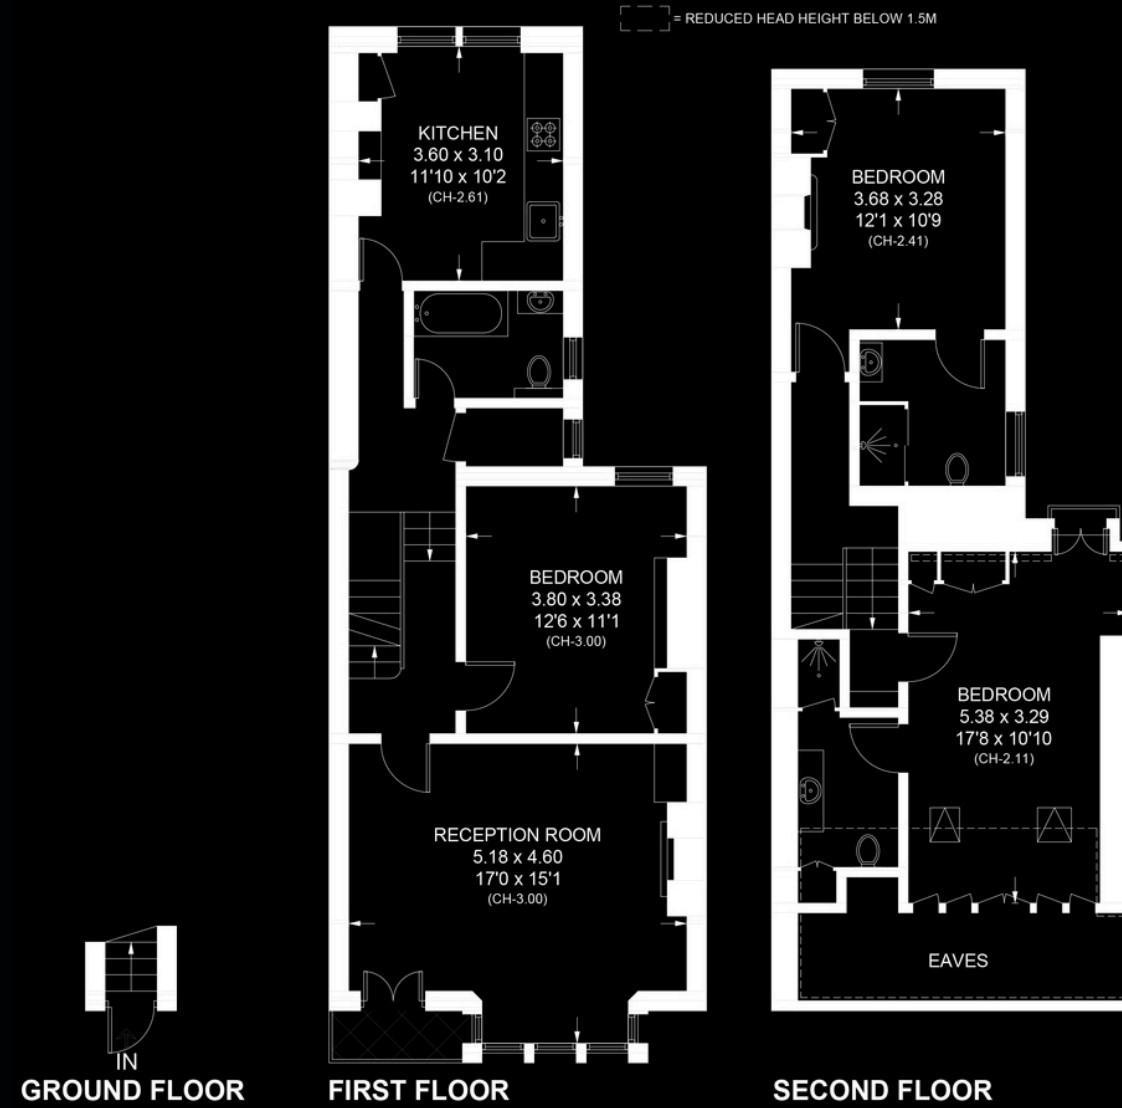 = REDUCED HEAD HEIGHT BELOW 1.5M
KITCHEN
3.60 x 3.10
11'10 x 10'2
(CH-2.61)
BEDROOM
3.80 x 3.38
12'6 x 11'1
(CH-3.00)
RECEPTION ROOM
5.18 x 4.60
17'0 x 15'1
(CH-3.00)
BEDROOM
3.68 x 3.28
12'1 x 10'9
(CH-2.41)
BEDROOM
5.38 x 3.29
17'8 x 10'10
(CH-2.11)
EAVES
IN
GROUND FLOOR
FIRST FLOOR
SECOND FLOOR